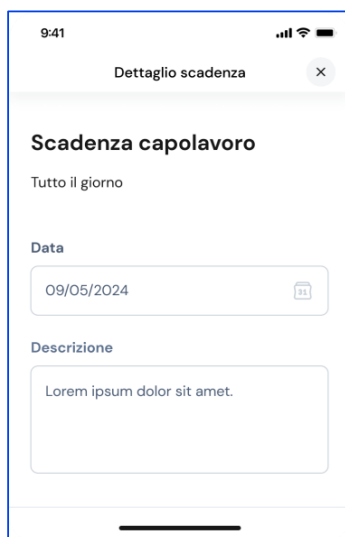 9:41
Dettaglio scadenza
Scadenza capolavoro
Tutto il giorno
Data
09/05/2024
31
Descrizione
Lorem ipsum dolor sit amet.